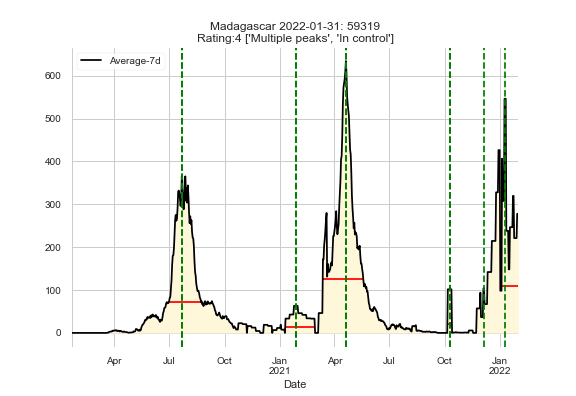 Madagascar 2022-01-31: 59319
Rating:4 ['Multiple peaks', 'In control']
Average-7d
600
500
400
300
200
100
0
Apr
Jul
Oct
Jan
2021
Apr
Jul
Oct
Jan
2022
Date